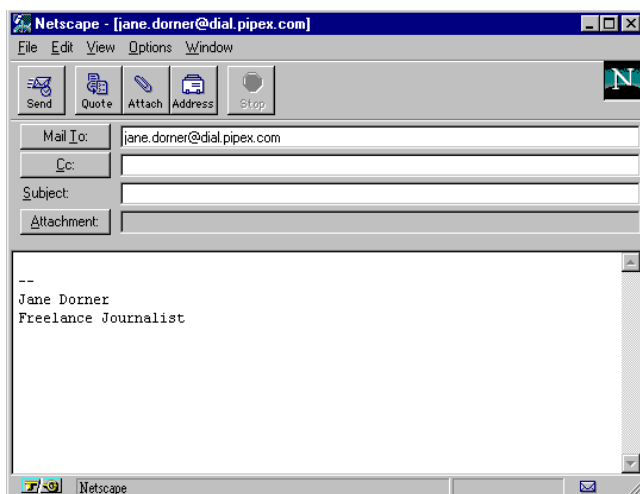 Netscape - [jane.dorner@dial.pipex.com]
File Edit View Options Window
N
Send Quote Attach Address Stop
Mail To: jane.dorner@dial.pipex.com
Cc:
Subject:
Attachment:
--
Jane Dorner
Freelance Journalist
Netscape